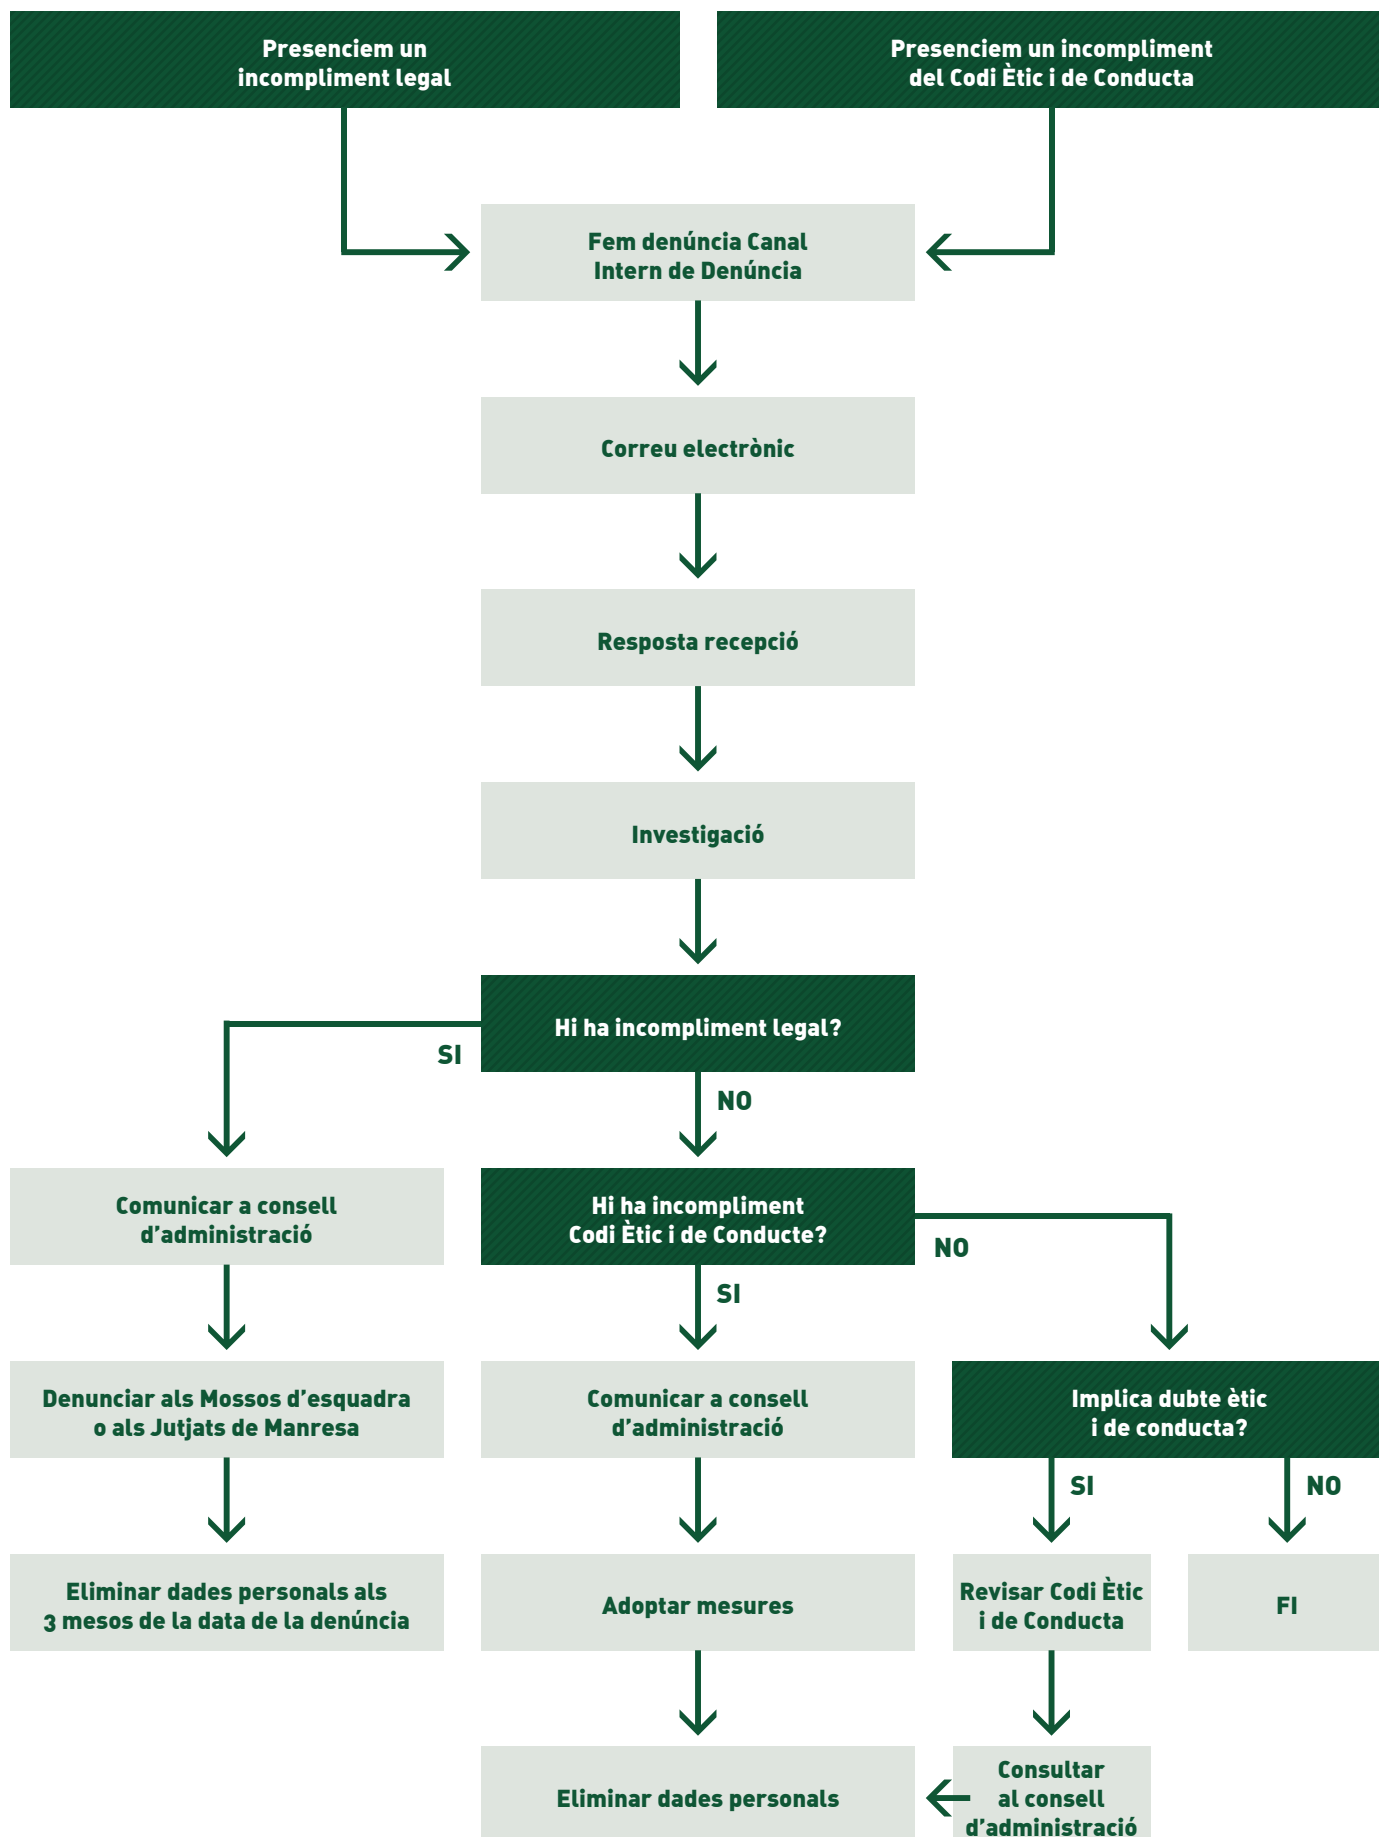 Presenciem un
incompliment legal
Presenciem un incompliment
del Codi Ètic i de Conducta
Fem denúncia Canal
Intern de Denúncia
Correu electrònic
Resposta recepció
Investigació
Hi ha incompliment legal?
SI
NO
Comunicar a consell
d’administració
Hi ha incompliment
Codi Ètic i de Conducte?
NO
SI
Denunciar als Mossos d’esquadra
o als Jutjats de Manresa
Comunicar a consell
d’administració
Implica dubte ètic
i de conducta?
SI
NO
Eliminar dades personals als
3 mesos de la data de la denúncia
Adoptar mesures
Revisar Codi Ètic
i de Conducta
FI
Eliminar dades personals
Consultar
al consell
d’administració